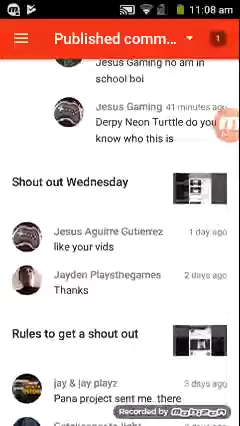 11:08 am
Published comm...
1
Jesus Gaming no am in
school boi
Jesus Gaming 41 minutes ago
Derpy Neon Turttle do you
know who this is
Shout out Wednesday
Jesus Aguirre Gutierrez 1 day ago
like your vids
Jayden Playsthegames 2 days ago
Thanks
Rules to get a shout out
jay & jay playz 3 days ago
Pana project sent me. there
Recorded by Mobizen